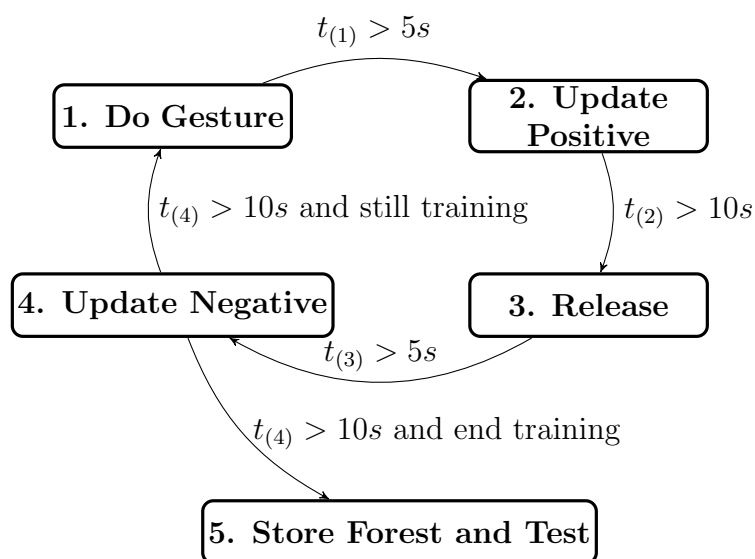 t(1) > 5s
1. Do Gesture
2. Update
Positive
t(4) > 10s and still training
t(2) > 10s
4. Update Negative
3. Release
t(3) > 5s
t(4) > 10s and end training
5. Store Forest and Test